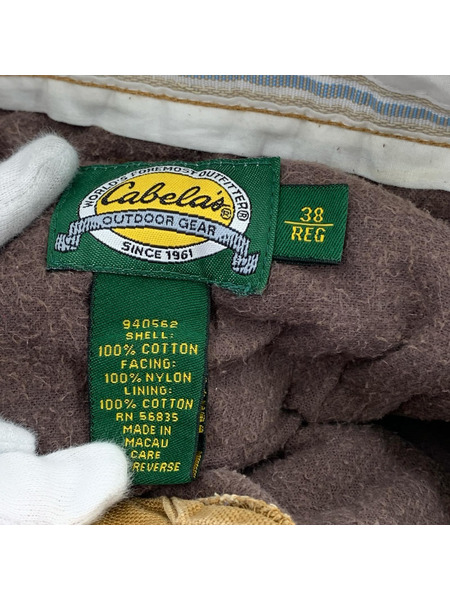 WORLD'S FOREMOST OUTFITTER®
Cabela's®
OUTDOOR GEAR
SINCE 1961
38
REG
940562
SHELL:
100% COTTON
FACING:
100% NYLON
LINING:
100% COTTON
RN 56835
MADE IN
MACAU
CARE
REVERSE